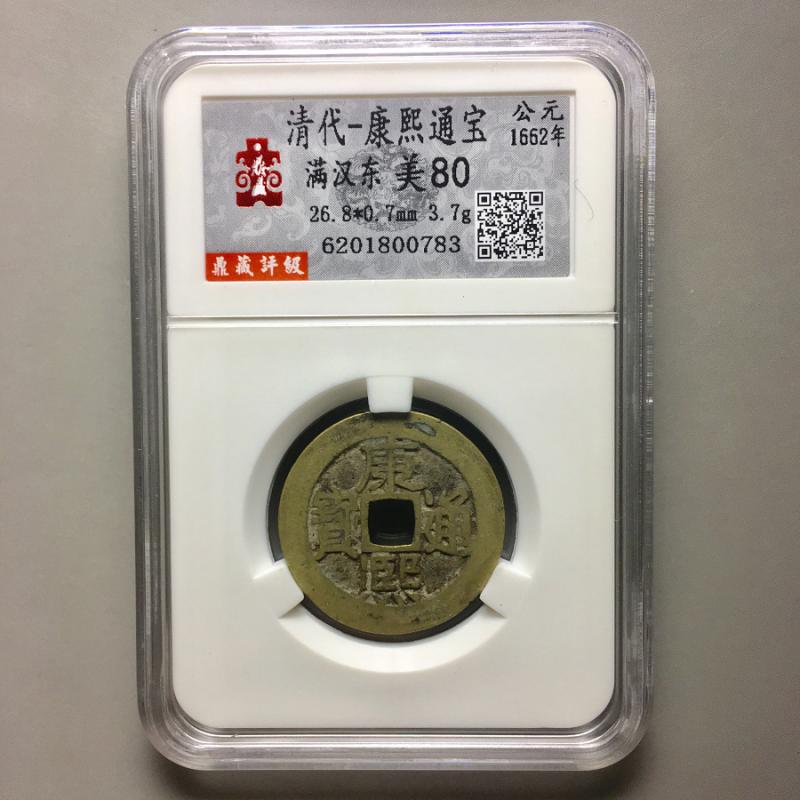 清代-康熙通宝
公元
1662年
满汉东 美80
26.8*0.7mm 3.7g
6201800783
鼎藏評級
康熙通寶